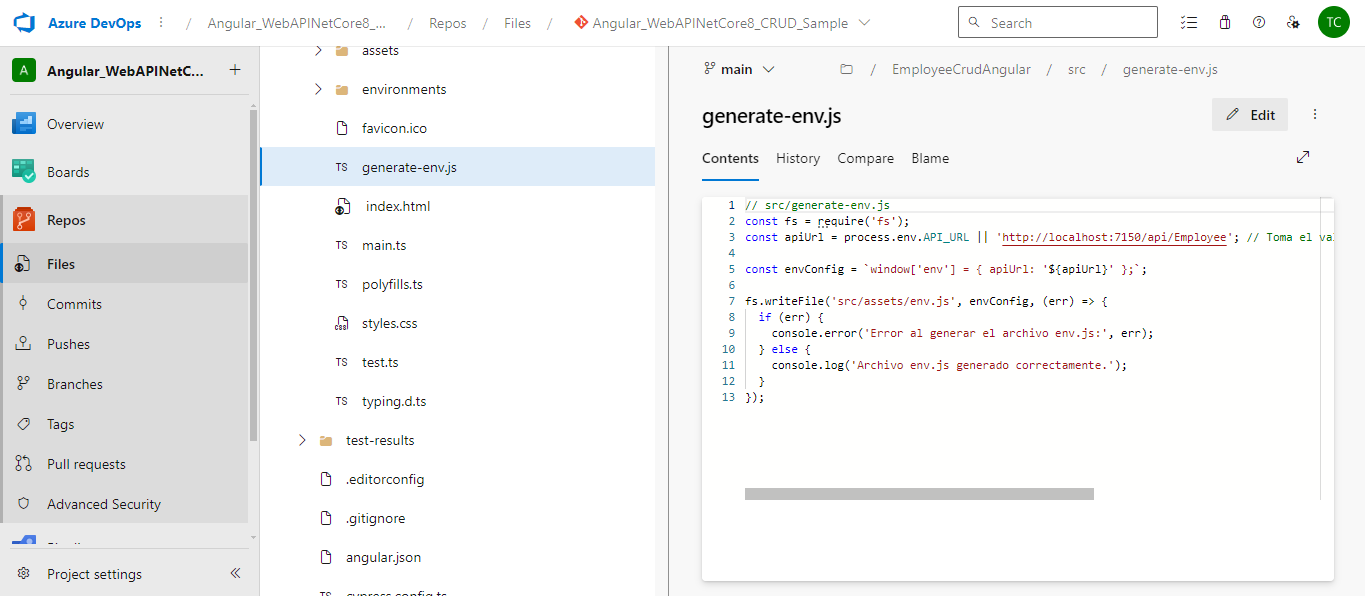 Azure DevOps / Angular_WebAPINetCore8_... / Repos / Files / Angular_WebAPINetCore8_CRUD_Sample
Search
TC
A Angular_WebAPINetC... +
Overview
Boards
Repos
Files
Commits
Pushes
Branches
Tags
Pull requests
Advanced Security
Project settings
assets
environments
favicon.ico
TS generate-env.js
index.html
TS main.ts
TS polyfills.ts
styles.css
TS test.ts
TS typing.d.ts
test-results
.editorconfig
.gitignore
angular.json
TS cypress.config.ts
main
/ EmployeeCrudAngular / src / generate-env.js
generate-env.js
Edit
Contents History Compare Blame
1 // src/generate-env.js
2 const fs = require('fs');
3 const apiUrl = process.env.API_URL || 'http://localhost:7150/api/Employee'; // Toma el va
4
5 const envConfig = `window['env'] = { apiUrl: '${apiUrl}' };`;
6
7 fs.writeFile('src/assets/env.js', envConfig, (err) => {
8 if (err) {
9 console.error('Error al generar el archivo env.js:', err);
10 } else {
11 console.log('Archivo env.js generado correctamente.');
12 }
13 });